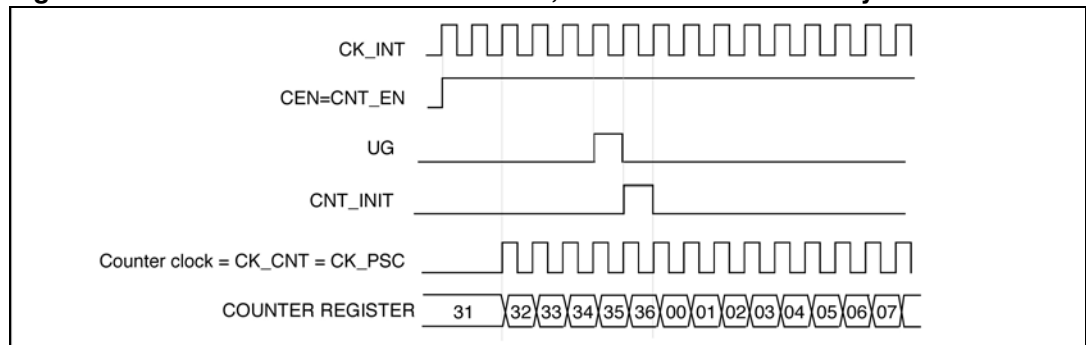 CK_INT
CEN=CNT_EN
UG
CNT_INIT
Counter clock = CK_CNT = CK_PSC
COUNTER REGISTER 31 32 33 34 35 36 00 01 02 03 04 05 06 07